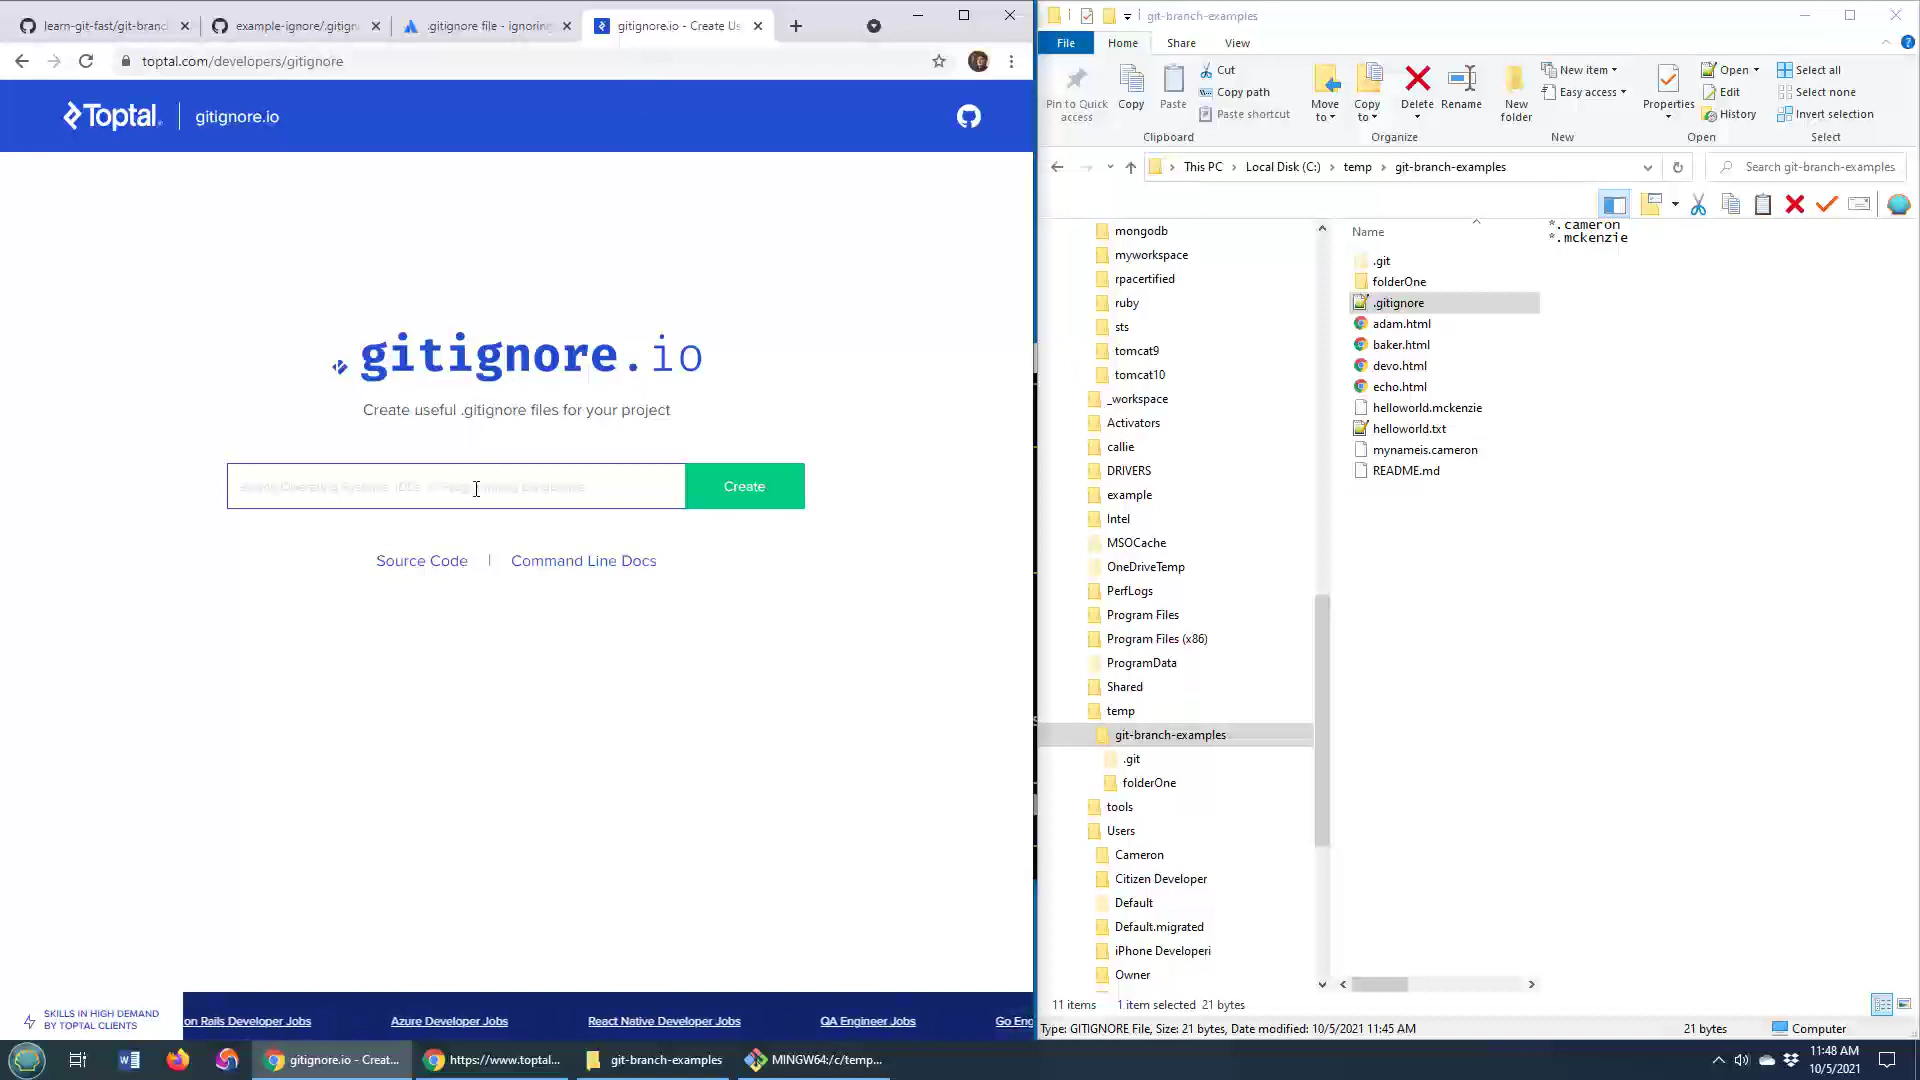 learn-git-fast/git-branch
example-ignore/.gitign
.gitignore file - ignoring
gitignore.io - Create Us
toptal.com/developers/gitignore
Toptal
gitignore.io
.gitignore.io
Create useful .gitignore files for your project
Create
Source Code
Command Line Docs
SKILLS IN HIGH DEMAND
BY TOPTAL CLIENTS
on Rails Developer Jobs
Azure Developer Jobs
React Native Developer Jobs
QA Engineer Jobs
Go Eng
git-branch-examples
File
Home
Share
View
Pin to Quick
access
Copy
Paste
Cut
Copy path
Paste shortcut
Clipboard
Move
to
Copy
to
Delete
Rename
Organize
New
folder
New item
Easy access
New
Properties
Open
Edit
History
Open
Select all
Select none
Invert selection
Select
This PC
Local Disk (C:)
temp
git-branch-examples
Search git-branch-examples
mongodb
myworkspace
rpacertified
ruby
sts
tomcat9
tomcat10
_workspace
Activators
callie
DRIVERS
example
Intel
MSOCache
OneDriveTemp
PerfLogs
Program Files
Program Files (x86)
ProgramData
Shared
temp
git-branch-examples
.git
folderOne
tools
Users
Cameron
Citizen Developer
Default
Default.migrated
iPhone Developeri
Owner
Name
.git
folderOne
.gitignore
adam.html
baker.html
devo.html
echo.html
helloworld.mckenzie
helloworld.txt
mynameis.cameron
README.md
*.cameron
*.mckenzie
11 items
1 item selected 21 bytes
Type: GITIGNORE File, Size: 21 bytes, Date modified: 10/5/2021 11:45 AM
21 bytes
Computer
gitignore.io - Creat...
https://www.toptal...
git-branch-examples
MINGW64:/c/temp...
11:48 AM
10/5/2021